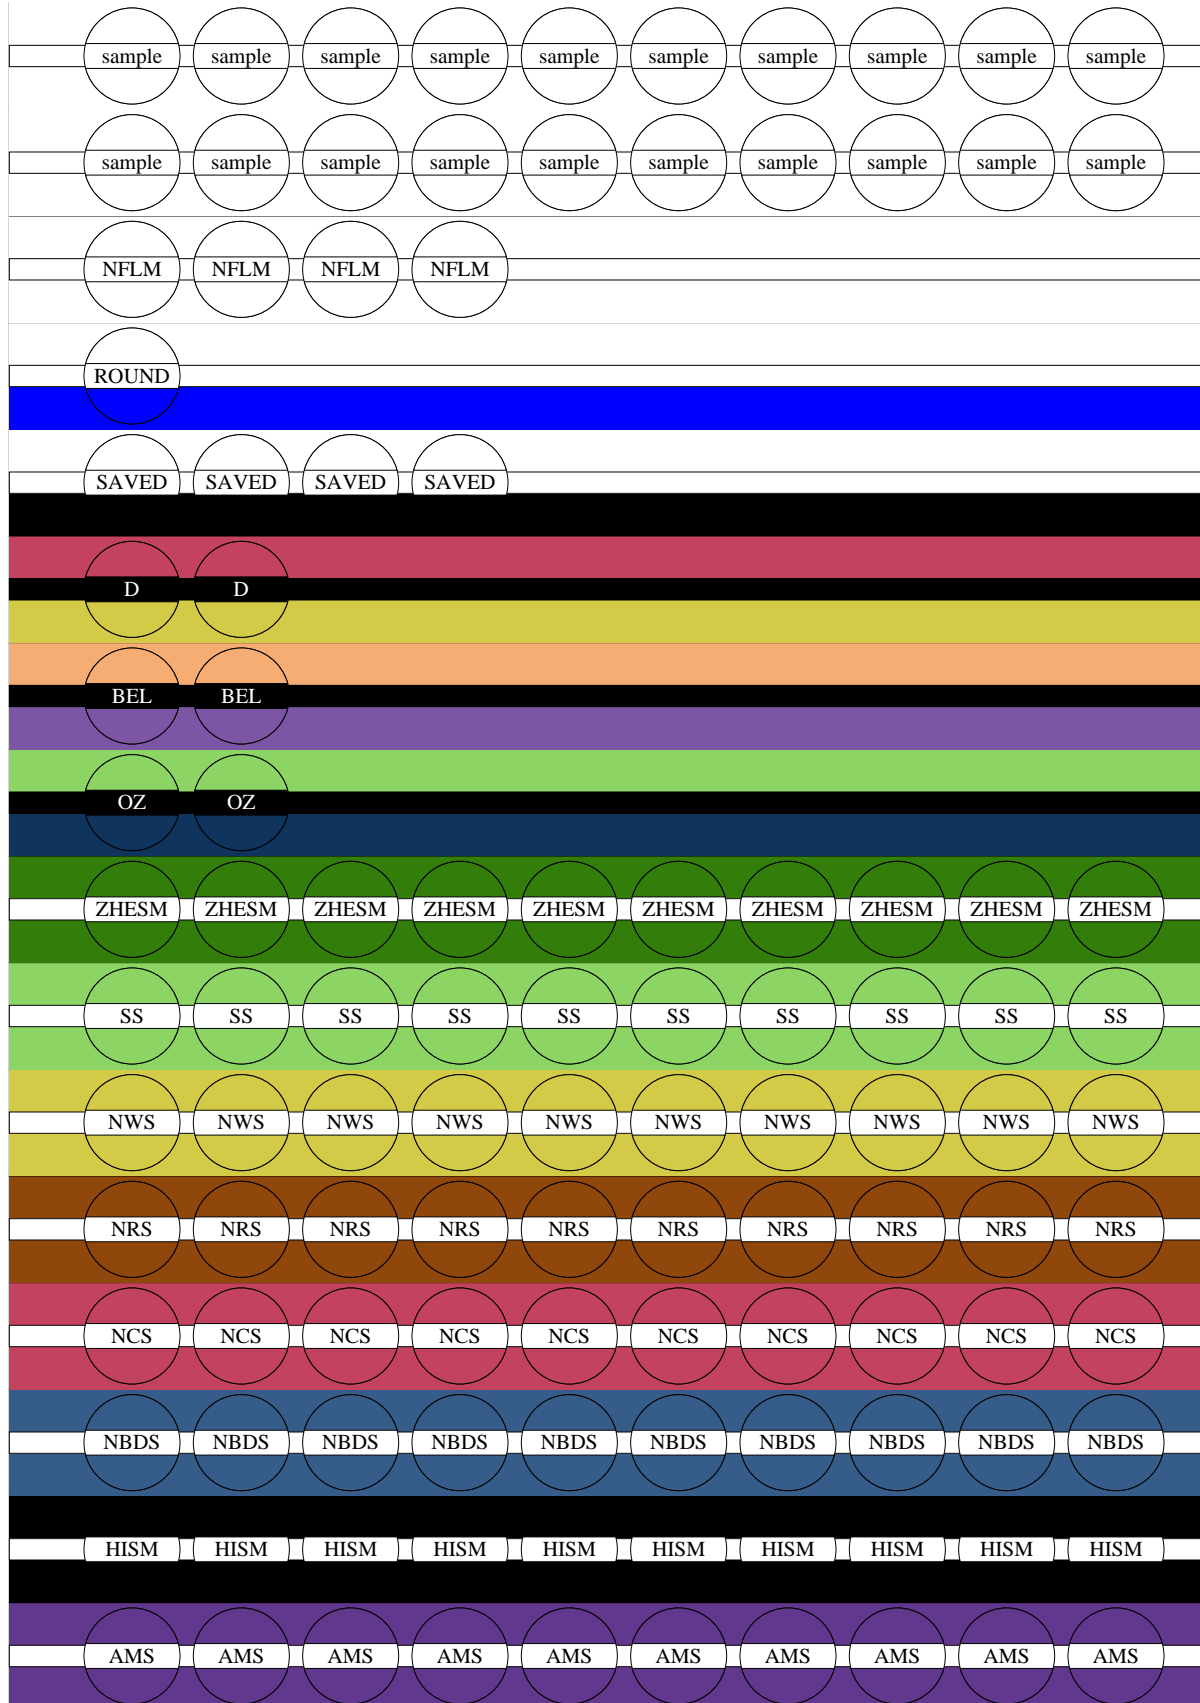 sample sample sample sample sample sample sample sample sample sample
sample sample sample sample sample sample sample sample sample sample
NFLM NFLM NFLM NFLM
ROUND
SAVED SAVED SAVED SAVED
D D
BEL BEL
OZ OZ
ZHESM ZHESM ZHESM ZHESM ZHESM ZHESM ZHESM ZHESM ZHESM ZHESM
SS SS SS SS SS SS SS SS SS SS
NWS NWS NWS NWS NWS NWS NWS NWS NWS NWS
NRS NRS NRS NRS NRS NRS NRS NRS NRS NRS
NCS NCS NCS NCS NCS NCS NCS NCS NCS NCS
NBDS NBDS NBDS NBDS NBDS NBDS NBDS NBDS NBDS NBDS
HISM HISM HISM HISM HISM HISM HISM HISM HISM HISM
AMS AMS AMS AMS AMS AMS AMS AMS AMS AMS